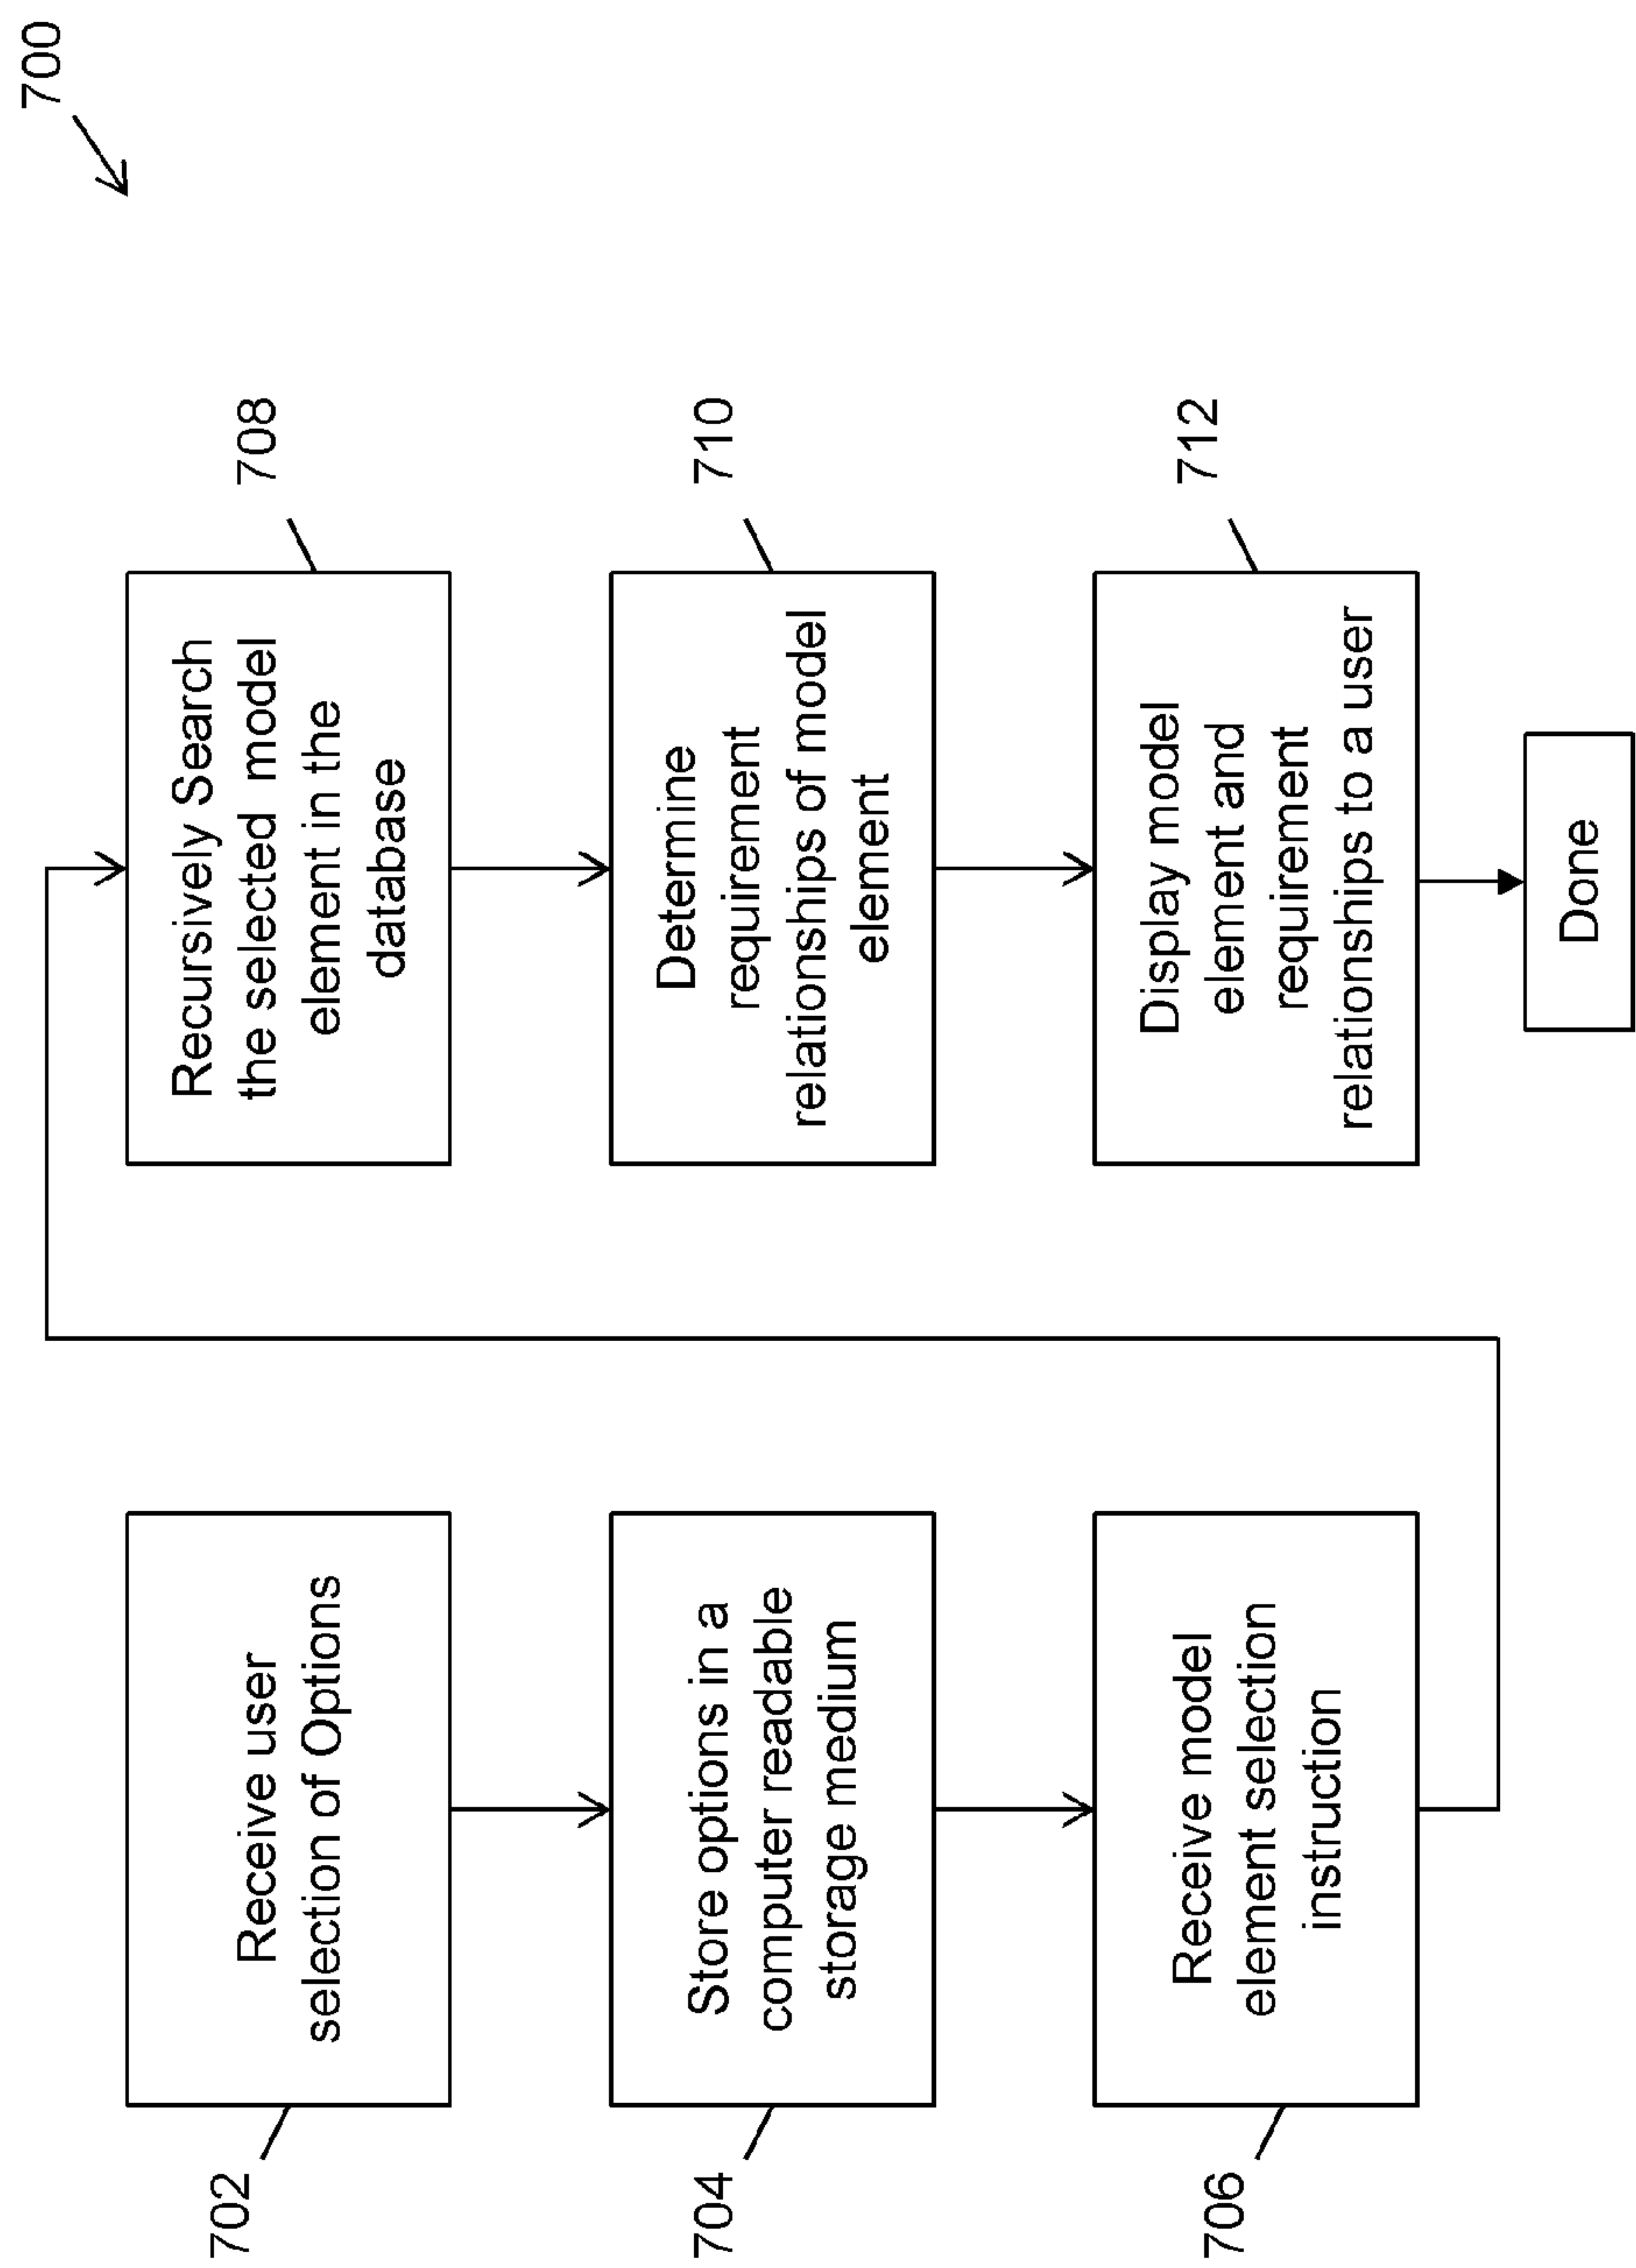 700
702
Receive user
selection of Options
704
Store options in a
computer readable
storage medium
706
Receive model
element selection
instruction
708
Recursively Search
the selected model
element in the
database
710
Determine
requirement
relationships of model
element
712
Display model
element and
requirement
relationships to a user
Done